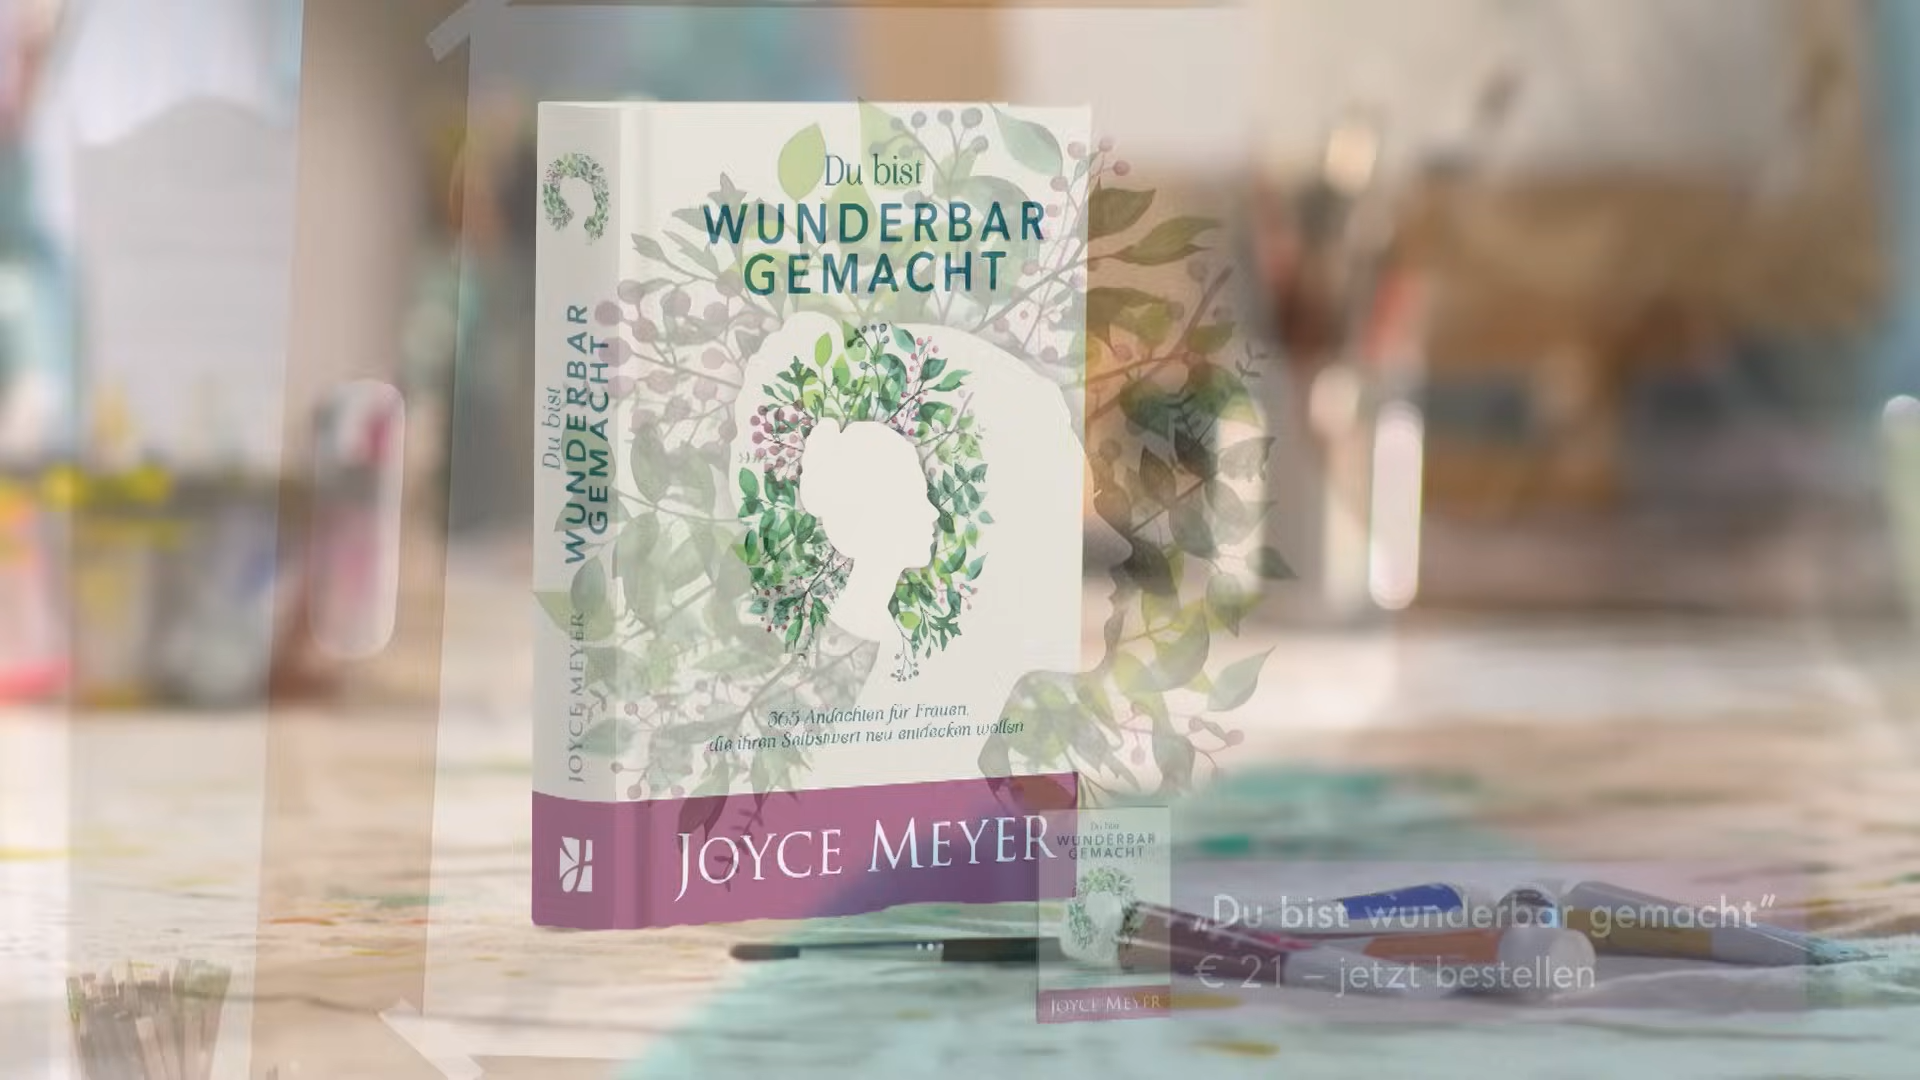 Du bist
WUNDERBAR
GEMACHT
Du bist
WUNDERBAR
GEMACHT
JOYCE MEYER
365 Andachten für Frauen,
die ihren Selbstwert neu entdecken wollen
JOYCE MEYER
Du bist
WUNDERBAR
GEMACHT
JOYCE MEYER
„Du bist wunderbar gemacht“
€ 21 – jetzt bestellen